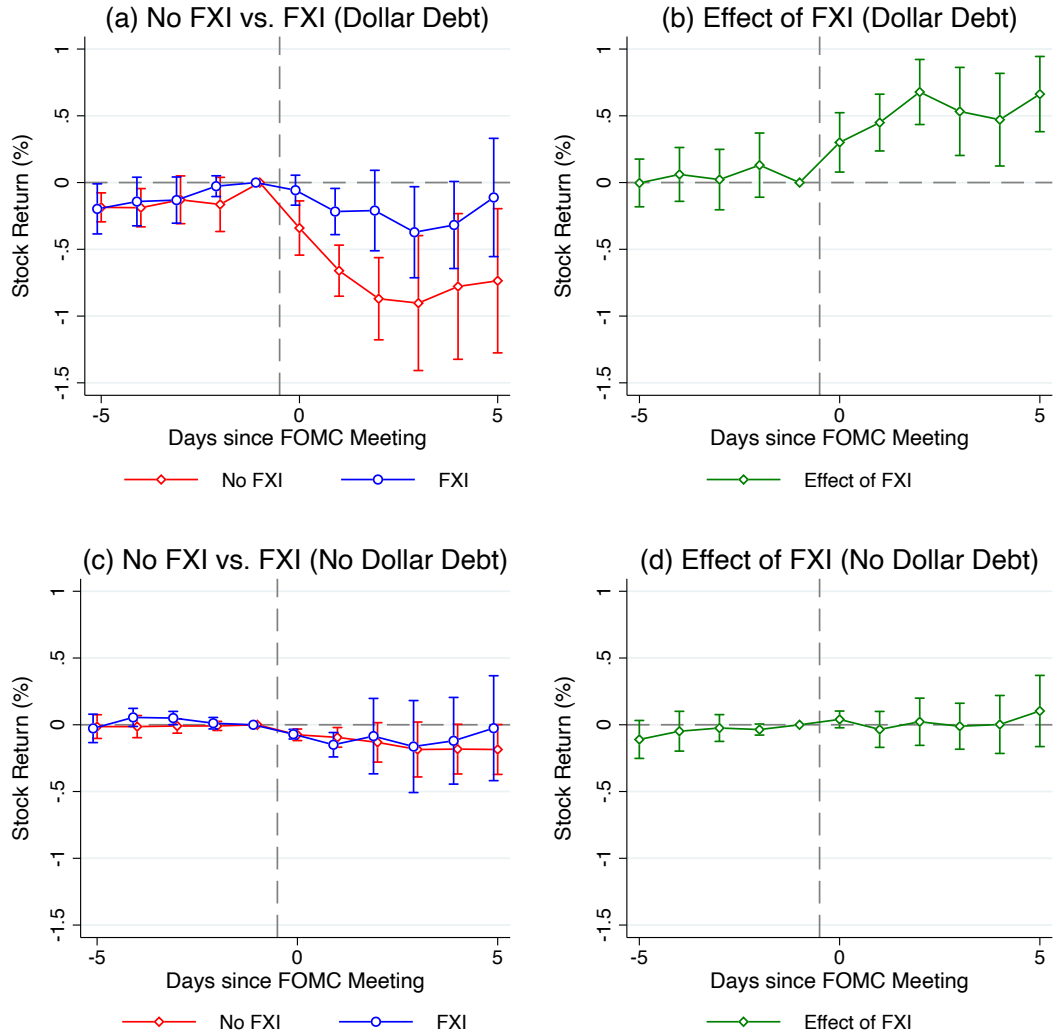 (a) No FXI vs. FXI (Dollar Debt)
Stock Return (%)
1
.5
0
-.5
-1
-1.5
-5
0
5
Days since FOMC Meeting
No FXI
FXI
(b) Effect of FXI (Dollar Debt)
Stock Return (%)
1
.5
0
-.5
-1
-1.5
-5
0
5
Days since FOMC Meeting
Effect of FXI
(c) No FXI vs. FXI (No Dollar Debt)
Stock Return (%)
1
.5
0
-.5
-1
-1.5
-5
0
5
Days since FOMC Meeting
No FXI
FXI
(d) Effect of FXI (No Dollar Debt)
Stock Return (%)
1
.5
0
-.5
-1
-1.5
-5
0
5
Days since FOMC Meeting
Effect of FXI